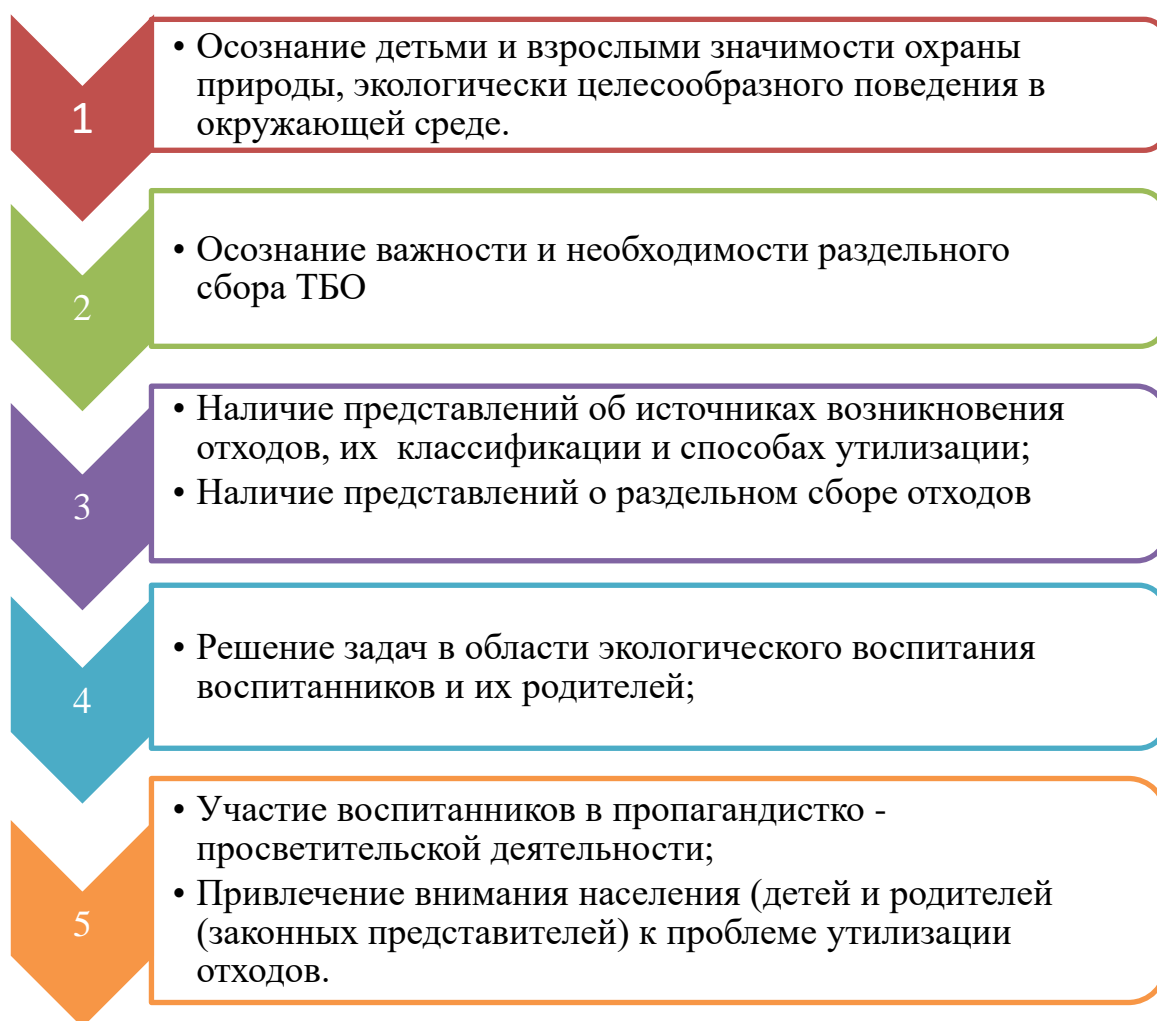 1
• Осознание детьми и взрослыми значимости охраны
природы, экологически целесообразного поведения в
окружающей среде.
2
• Осознание важности и необходимости раздельного
сбора ТБО
3
• Наличие представлений об источниках возникновения
отходов, их  классификации и способах утилизации;
• Наличие представлений о раздельном сборе отходов
4
• Решение задач в области экологического воспитания
воспитанников и их родителей;
5
• Участие воспитанников в пропагандистко -
просветительской деятельности;
• Привлечение внимания населения (детей и родителей
(законных представителей) к проблеме утилизации
отходов.